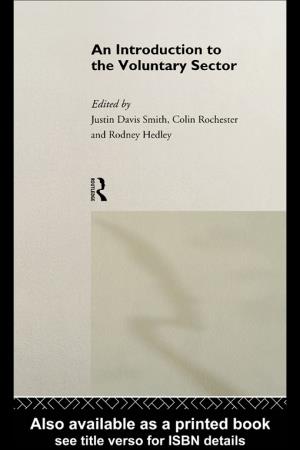 An Introduction to
the Voluntary Sector
Edited by
Justin Davis Smith, Colin Rochester
and Rodney Hedley
ROUTLEDGE
Also available as a printed book
see title verso for ISBN details